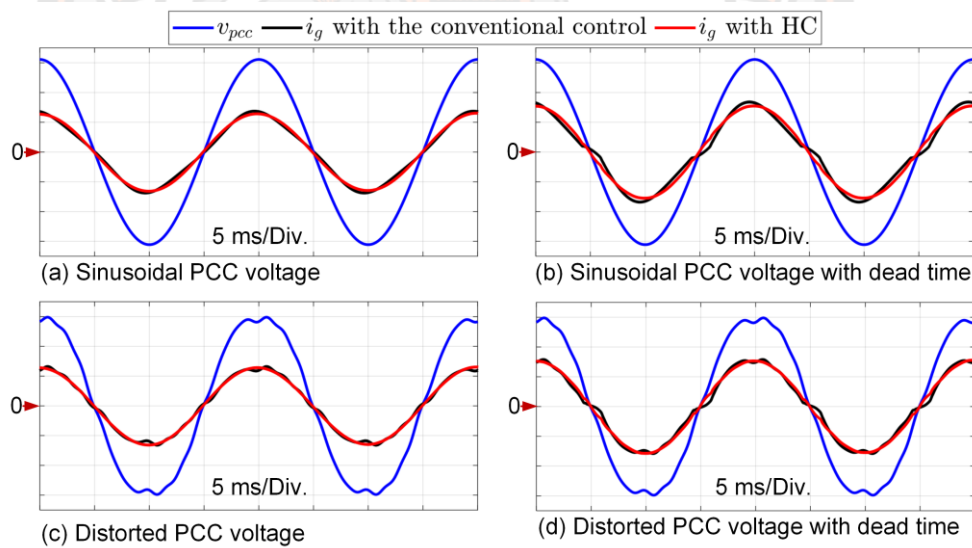 v_pcc i_g with the conventional control i_g with HC
0 0
5 ms/Div. 5 ms/Div.
(a) Sinusoidal PCC voltage (b) Sinusoidal PCC voltage with dead time
0 0
5 ms/Div. 5 ms/Div.
(c) Distorted PCC voltage (d) Distorted PCC voltage with dead time